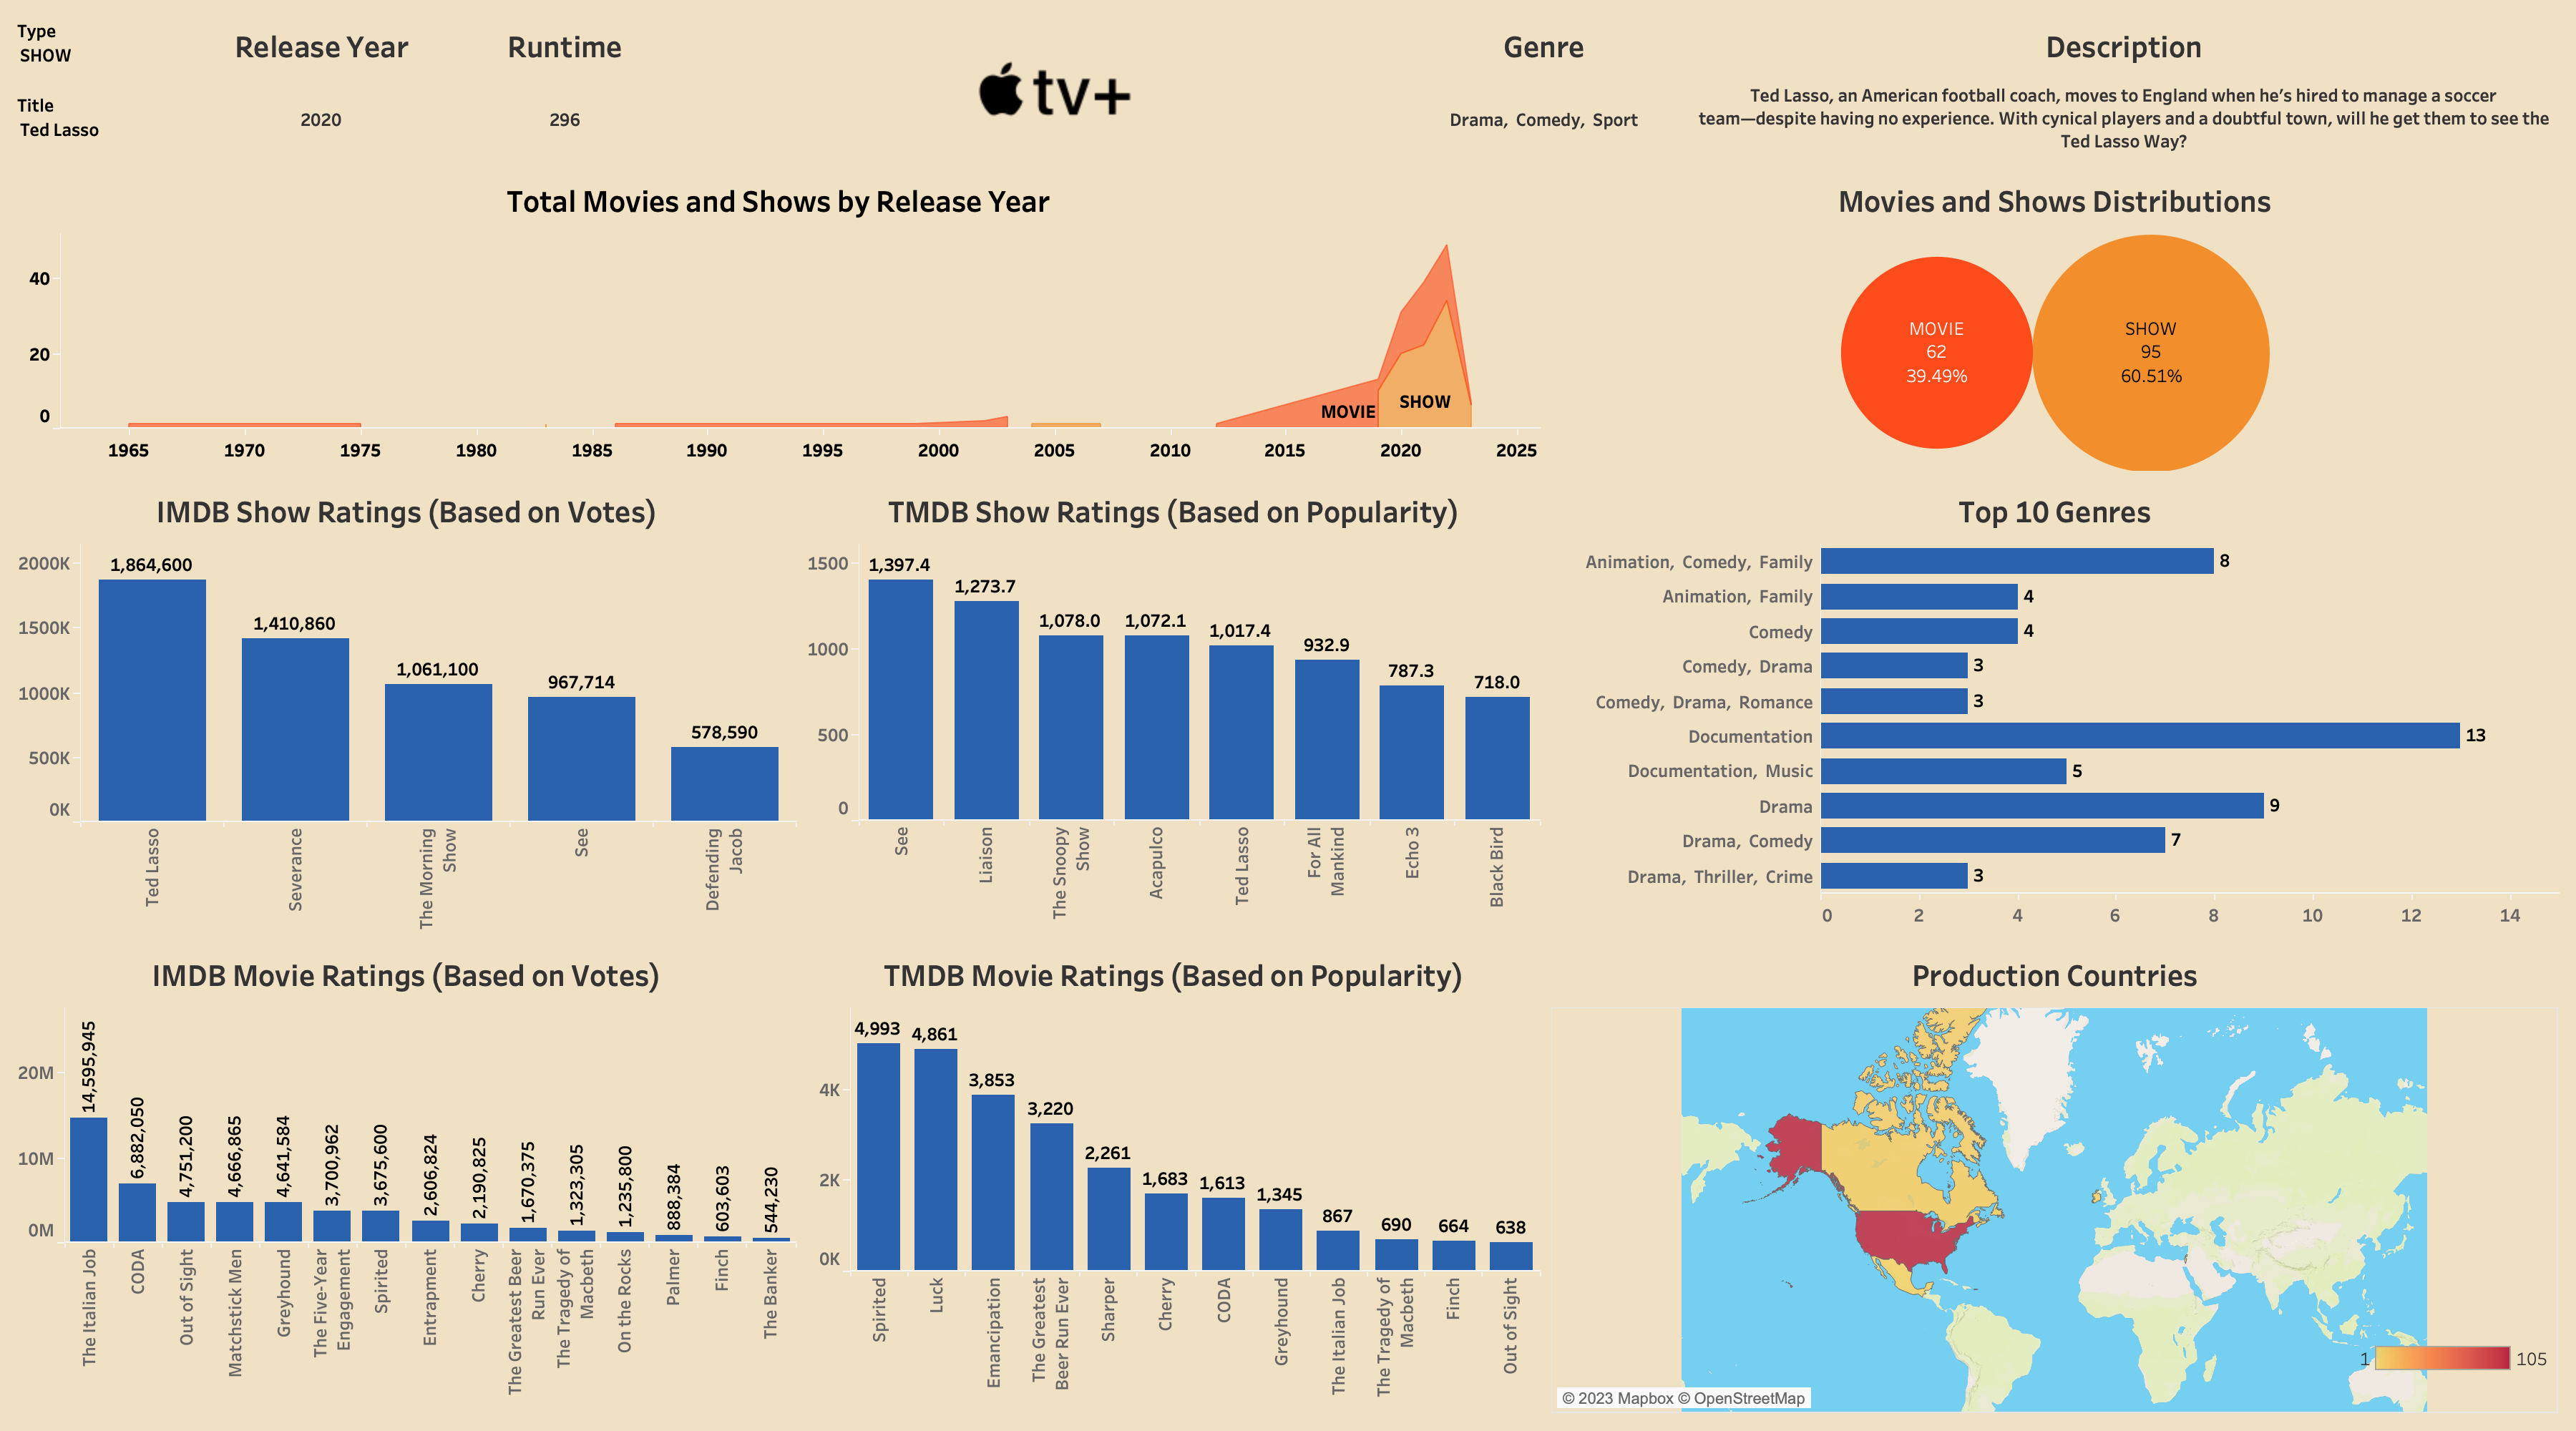 Type
SHOW
Title
Ted Lasso
Release Year
2020
Runtime
296
tv+
Genre
Drama, Comedy, Sport
Description
Ted Lasso, an American football coach, moves to England when he’s hired to manage a soccer
team—despite having no experience. With cynical players and a doubtful town, will he get them to see the
Ted Lasso Way?
Total Movies and Shows by Release Year
40
20
0
MOVIE
SHOW
1965
1970
1975
1980
1985
1990
1995
2000
2005
2010
2015
2020
2025
Movies and Shows Distributions
MOVIE
62
39.49%
SHOW
95
60.51%
IMDB Show Ratings (Based on Votes)
2000K
1500K
1000K
500K
0K
1,864,600
1,410,860
1,061,100
967,714
578,590
Ted Lasso
Severance
The Morning
Show
See
Defending
Jacob
TMDB Show Ratings (Based on Popularity)
1500
1000
500
0
1,397.4
1,273.7
1,078.0
1,072.1
1,017.4
932.9
787.3
718.0
See
Liaison
The Snoopy
Show
Acapulco
Ted Lasso
For All
Mankind
Echo 3
Black Bird
Top 10 Genres
Animation, Comedy, Family
8
Animation, Family
4
Comedy
4
Comedy, Drama
3
Comedy, Drama, Romance
3
Documentation
13
Documentation, Music
5
Drama
9
Drama, Comedy
7
Drama, Thriller, Crime
3
0
2
4
6
8
10
12
14
IMDB Movie Ratings (Based on Votes)
20M
10M
0M
14,595,945
6,882,050
4,751,200
4,666,865
4,641,584
3,700,962
3,675,600
2,606,824
2,190,825
1,670,375
1,323,305
1,235,800
888,384
603,603
544,230
The Italian Job
CODA
Out of Sight
Matchstick Men
Greyhound
The Five-Year
Engagement
Spirited
Entrapment
Cherry
The Greatest Beer
Run Ever
The Tragedy of
Macbeth
On the Rocks
Palmer
Finch
The Banker
TMDB Movie Ratings (Based on Popularity)
4K
2K
0K
4,993
4,861
3,853
3,220
2,261
1,683
1,613
1,345
867
690
664
638
Spirited
Luck
Emancipation
The Greatest
Beer Run Ever
Sharper
Cherry
CODA
Greyhound
The Italian Job
The Tragedy of
Macbeth
Finch
Out of Sight
Production Countries
1
105
© 2023 Mapbox © OpenStreetMap